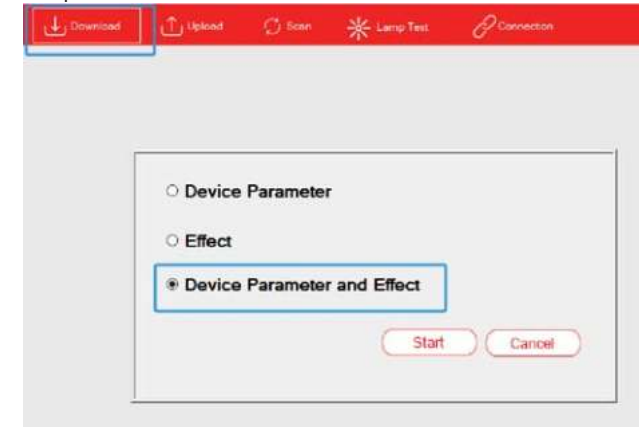 Download Upload Scan Lamp Test Connection
Device Parameter
Effect
Device Parameter and Effect
Start Cancel